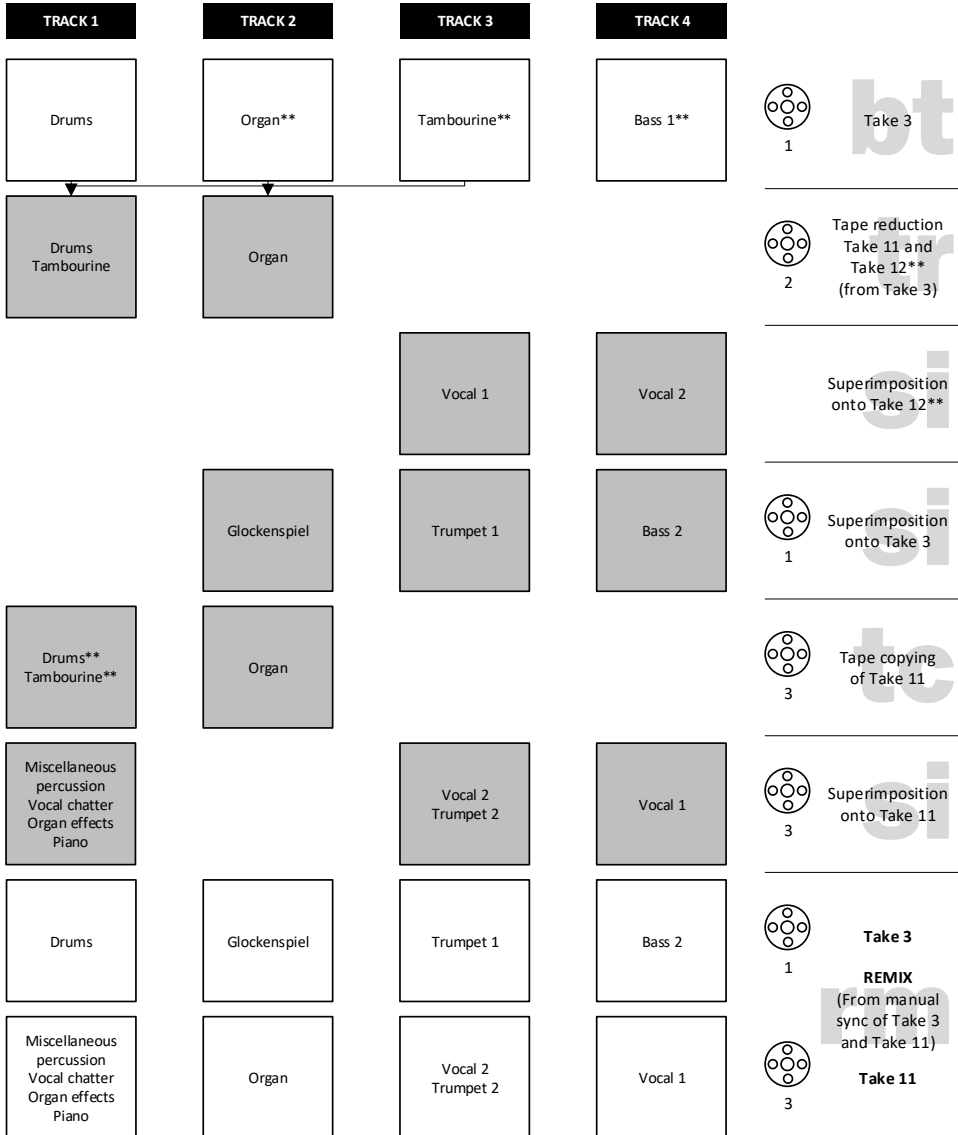 TRACK 1
TRACK 2
TRACK 3
TRACK 4
Drums
Organ**
Tambourine**
Bass 1**
1
bt
Take 3
Drums
Tambourine
Organ
2
tr
Tape reduction
Take 11 and
Take 12**
(from Take 3)
Vocal 1
Vocal 2
si
Superimposition
onto Take 12**
Glockenspiel
Trumpet 1
Bass 2
1
si
Superimposition
onto Take 3
Drums**
Tambourine**
Organ
3
tc
Tape copying
of Take 11
Miscellaneous
percussion
Vocal chatter
Organ effects
Piano
Vocal 2
Trumpet 2
Vocal 1
3
si
Superimposition
onto Take 11
Drums
Glockenspiel
Trumpet 1
Bass 2
1
Take 3
rm
REMIX
(From manual
sync of Take 3
and Take 11)
Miscellaneous
percussion
Vocal chatter
Organ effects
Piano
Organ
Vocal 2
Trumpet 2
Vocal 1
3
Take 11